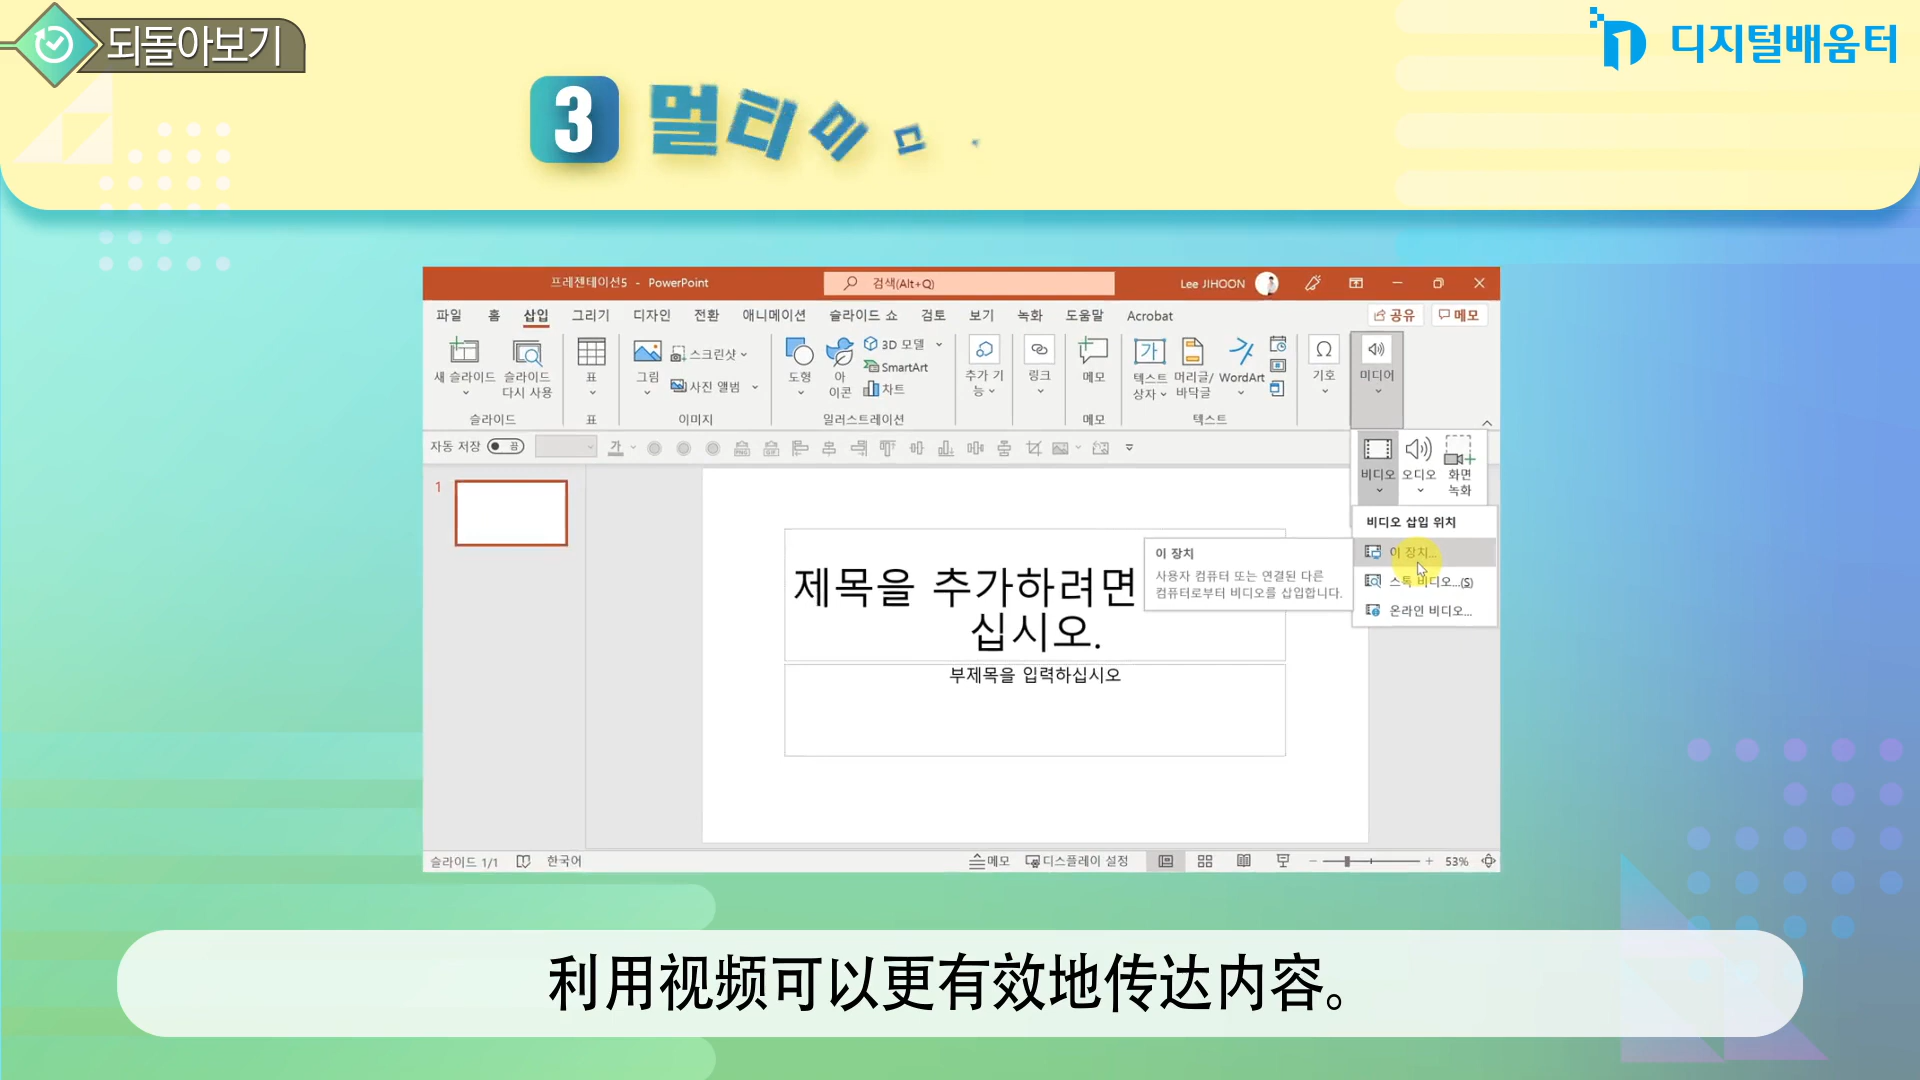 되돌아보기
디지털배움터
3 멀티미
프레젠테이션5 - PowerPoint
검색(Alt+Q)
Lee JIHOON
파일 홈 삽입 그리기 디자인 전환 애니메이션 슬라이드 쇼 검토 보기 녹화 도움말 Acrobat
공유 메모
새 슬라이드
슬라이드
다시 사용
표
그림
스크린샷
사진 앨범
도형
아
이콘
3D 모델
SmartArt
차트
추가 기
능
링크
메모
텍스트
상자
머리글/
바닥글
WordArt
기호
미디어
슬라이드 표 이미지 일러스트레이션 메모 텍스트
자동 저장 끔
가
비디오 오디오 화면
녹화
비디오 삽입 위치
이 장치...
스톡 비디오...(S)
온라인 비디오...
이 장치
사용자 컴퓨터 또는 연결된 다른
컴퓨터로부터 비디오를 삽입합니다.
1
제목을 추가하려면
십시오.
부제목을 입력하십시오
슬라이드 1/1 한국어 메모 디스플레이 설정 53%
利用视频可以更有效地传达内容。